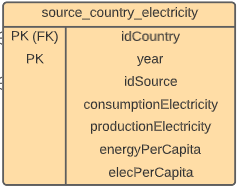 source_country_electricity
PK (FK) idCountry
PK year
idSource
consumptionElectricity
productionElectricity
energyPerCapita
elecPerCapita